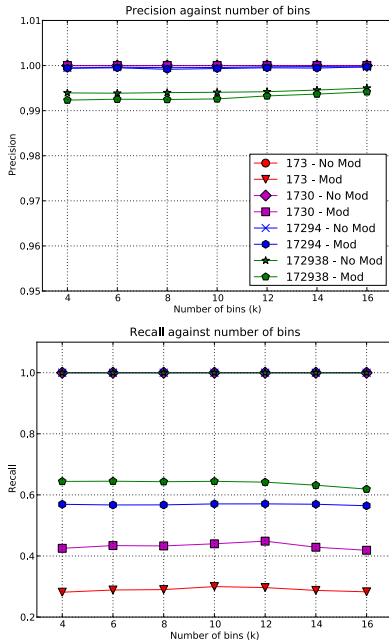 Precision against number of bins
1.01
1.00
0.99
0.98
0.97
0.96
0.95
Precision
173 - No Mod
173 - Mod
1730 - No Mod
1730 - Mod
17294 - No Mod
17294 - Mod
172938 - No Mod
172938 - Mod
4 6 8 10 12 14 16
Number of bins (k)
Recall against number of bins
1.0
0.8
0.6
0.4
0.2
Recall
4 6 8 10 12 14 16
Number of bins (k)